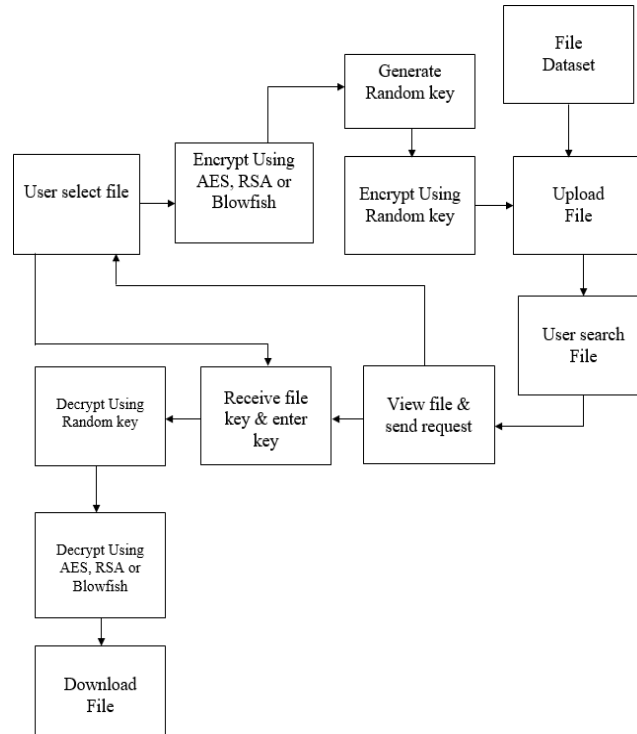 File
Dataset
Generate
Random key
User select file
Encrypt Using
AES, RSA or
Blowfish
Encrypt Using
Random key
Upload
File
User search
File
Decrypt Using
Random key
Receive file
key & enter
key
View file &
send request
Decrypt Using
AES, RSA or
Blowfish
Download
File